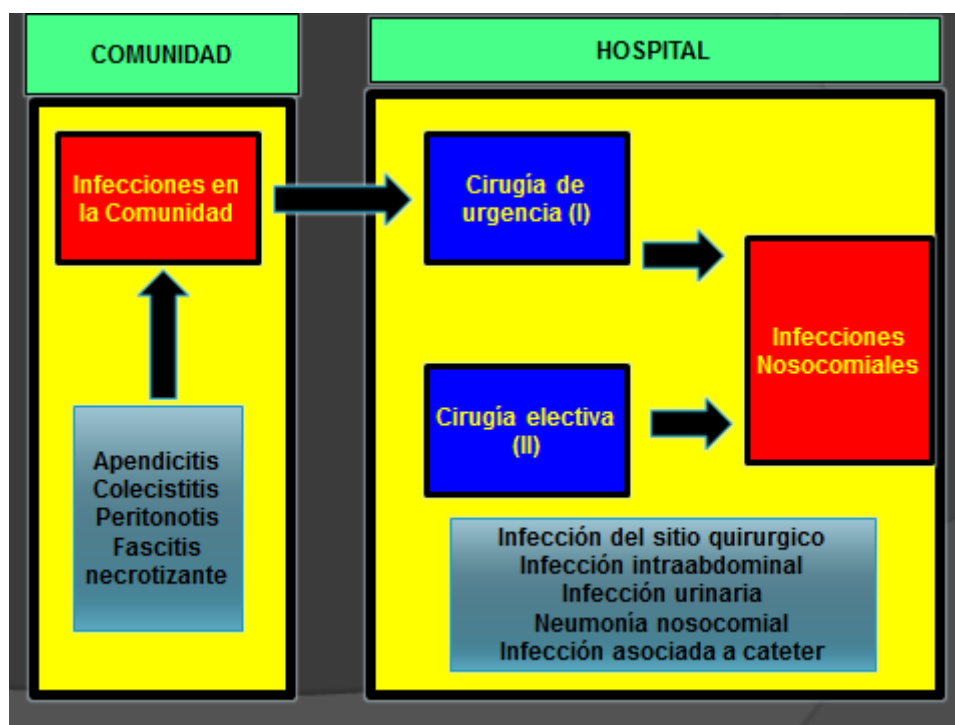 COMUNIDAD
Infecciones en
la Comunidad
Apendicitis
Colecistitis
Peritonotis
Fascitis
necrotizante
HOSPITAL
Cirugía de
urgencia (I)
Cirugía electiva
(II)
Infecciones
Nosocomiales
Infección del sitio quirurgico
Infección intraabdominal
Infección urinaria
Neumonía nosocomial
Infección asociada a cateter